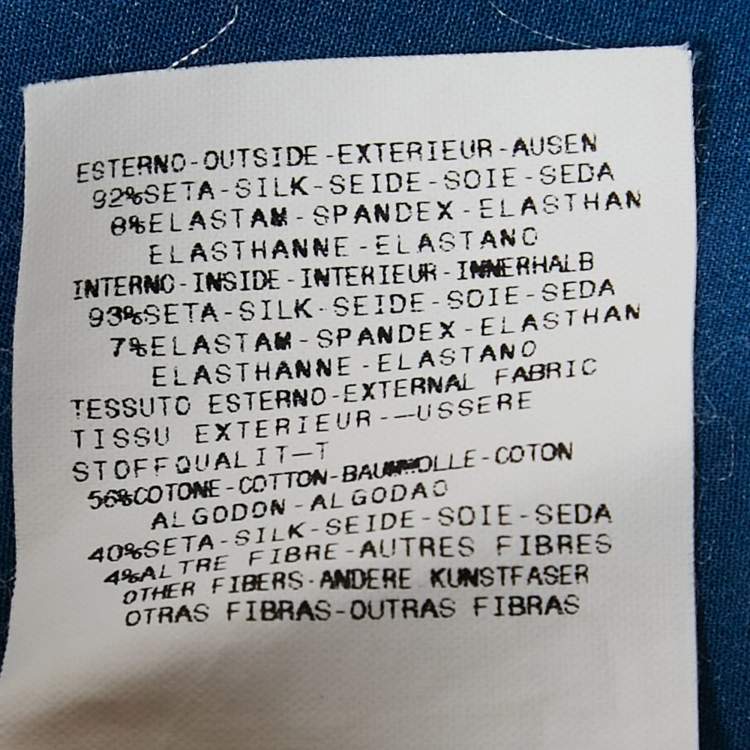 ESTERNO-OUTSIDE-EXTERIEUR-AUSEN
92%SETA-SILK-SEIDE-SOIE-SEDA
8%ELASTAM-SPANDEX-ELASTHAN
ELASTHANNE-ELASTANO
INTERNO-INSIDE-INTERIEUR-INNERHALB
93%SETA-SILK-SEIDE-SOIE-SEDA
7%ELASTAM-SPANDEX-ELASTHAN
ELASTHANNE-ELASTANO
TESSUTO ESTERNO-EXTERNAL FABRIC
TISSU EXTERIEUR-—USSERE
STOFFQUALIT—T
56%COTONE-COTTON-BAUMWOLLE-COTON
ALGODON-ALGODAO
40%SETA-SILK-SEIDE-SOIE-SEDA
4%ALTRE FIBRE-AUTRES FIBRES
OTHER FIBERS-ANDERE KUNSTFASER
OTRAS FIBRAS-OUTRAS FIBRAS